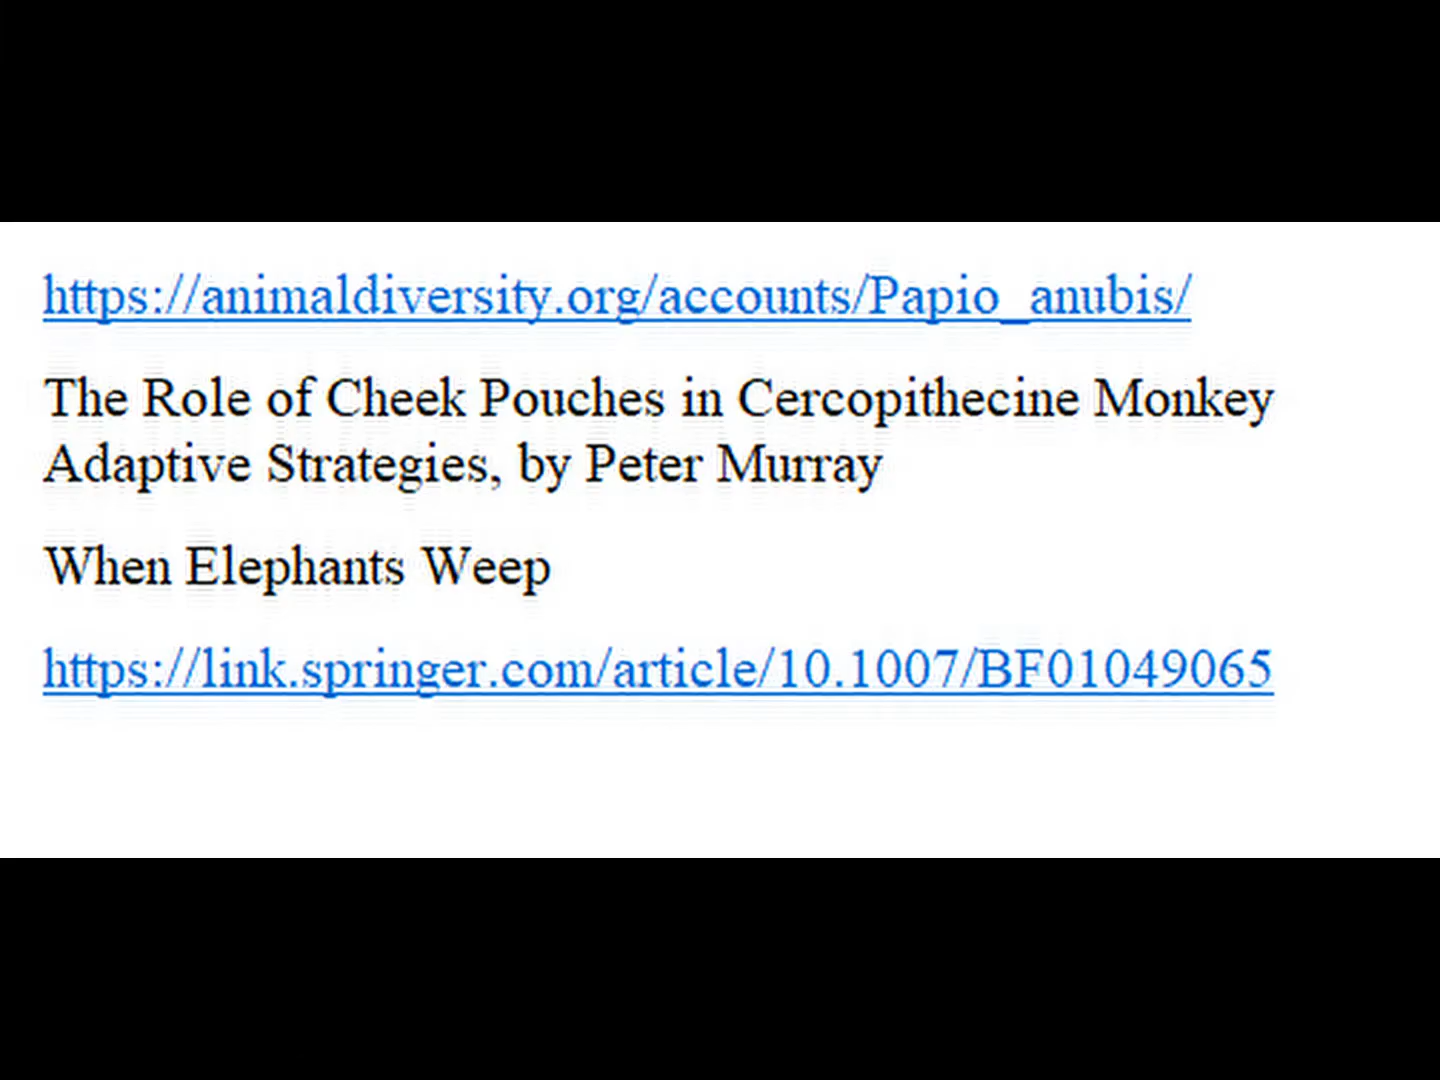 https://animaldiversity.org/accounts/Papio_anubis/
The Role of Cheek Pouches in Cercopithecine Monkey
Adaptive Strategies, by Peter Murray
When Elephants Weep
https://link.springer.com/article/10.1007/BF01049065